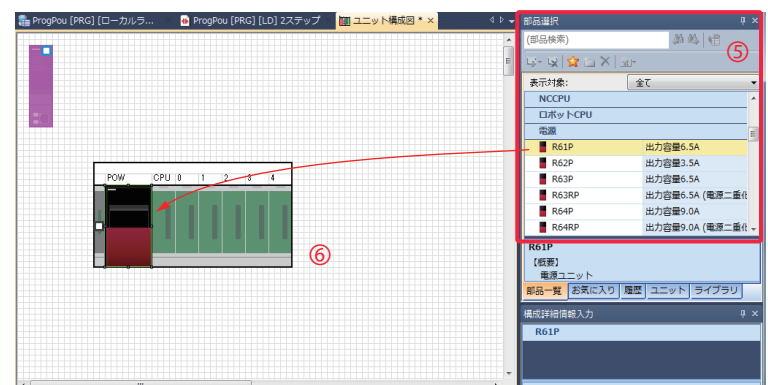 ProgPou [PRG] [ローカルラ...
ProgPou [PRG] [LD] 2ステップ
ユニット構成図 * ×
部品選択
(部品検索)
⑤
表示対象:
全て
NCCPU
ロボットCPU
電源
R61P 出力容量6.5A
R62P 出力容量3.5A
R63P 出力容量6.5A
R63RP 出力容量6.5A (電源二重化
R64P 出力容量9.0A
R64RP 出力容量9.0A (電源二重化
POW CPU 0 1 2 3 4
⑥
R61P
【概要】
電源ユニット
部品一覧 お気に入り 履歴 ユニット ライブラリ
構成詳細情報入力
R61P